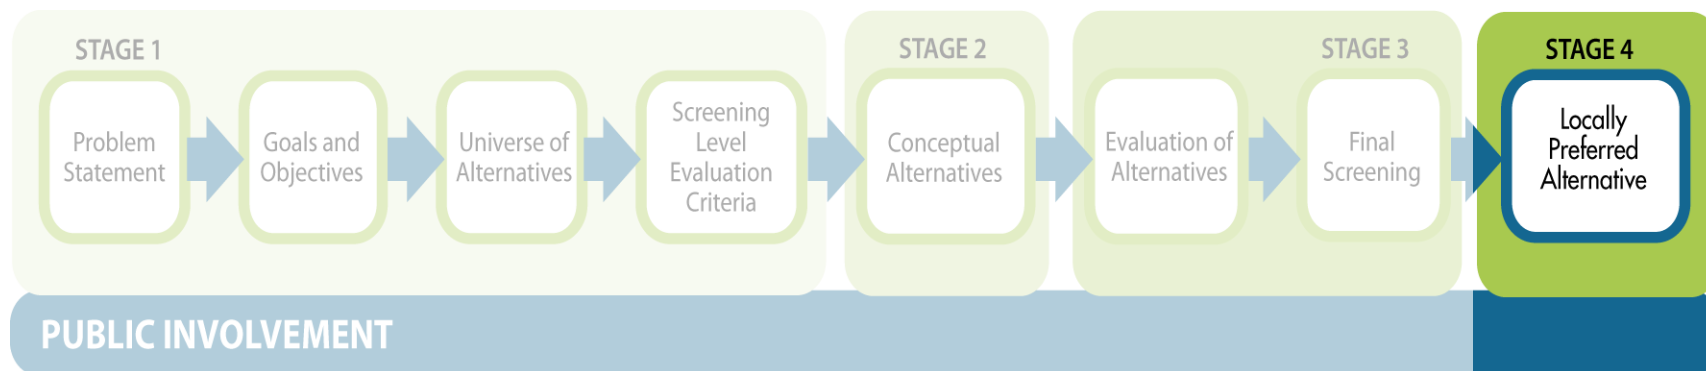 STAGE 1
Problem
Statement
Goals and
Objectives
Universe of
Alternatives
Screening
Level
Evaluation
Criteria
STAGE 2
Conceptual
Alternatives
STAGE 3
Evaluation of
Alternatives
Final
Screening
STAGE 4
Locally
Preferred
Alternative
PUBLIC INVOLVEMENT